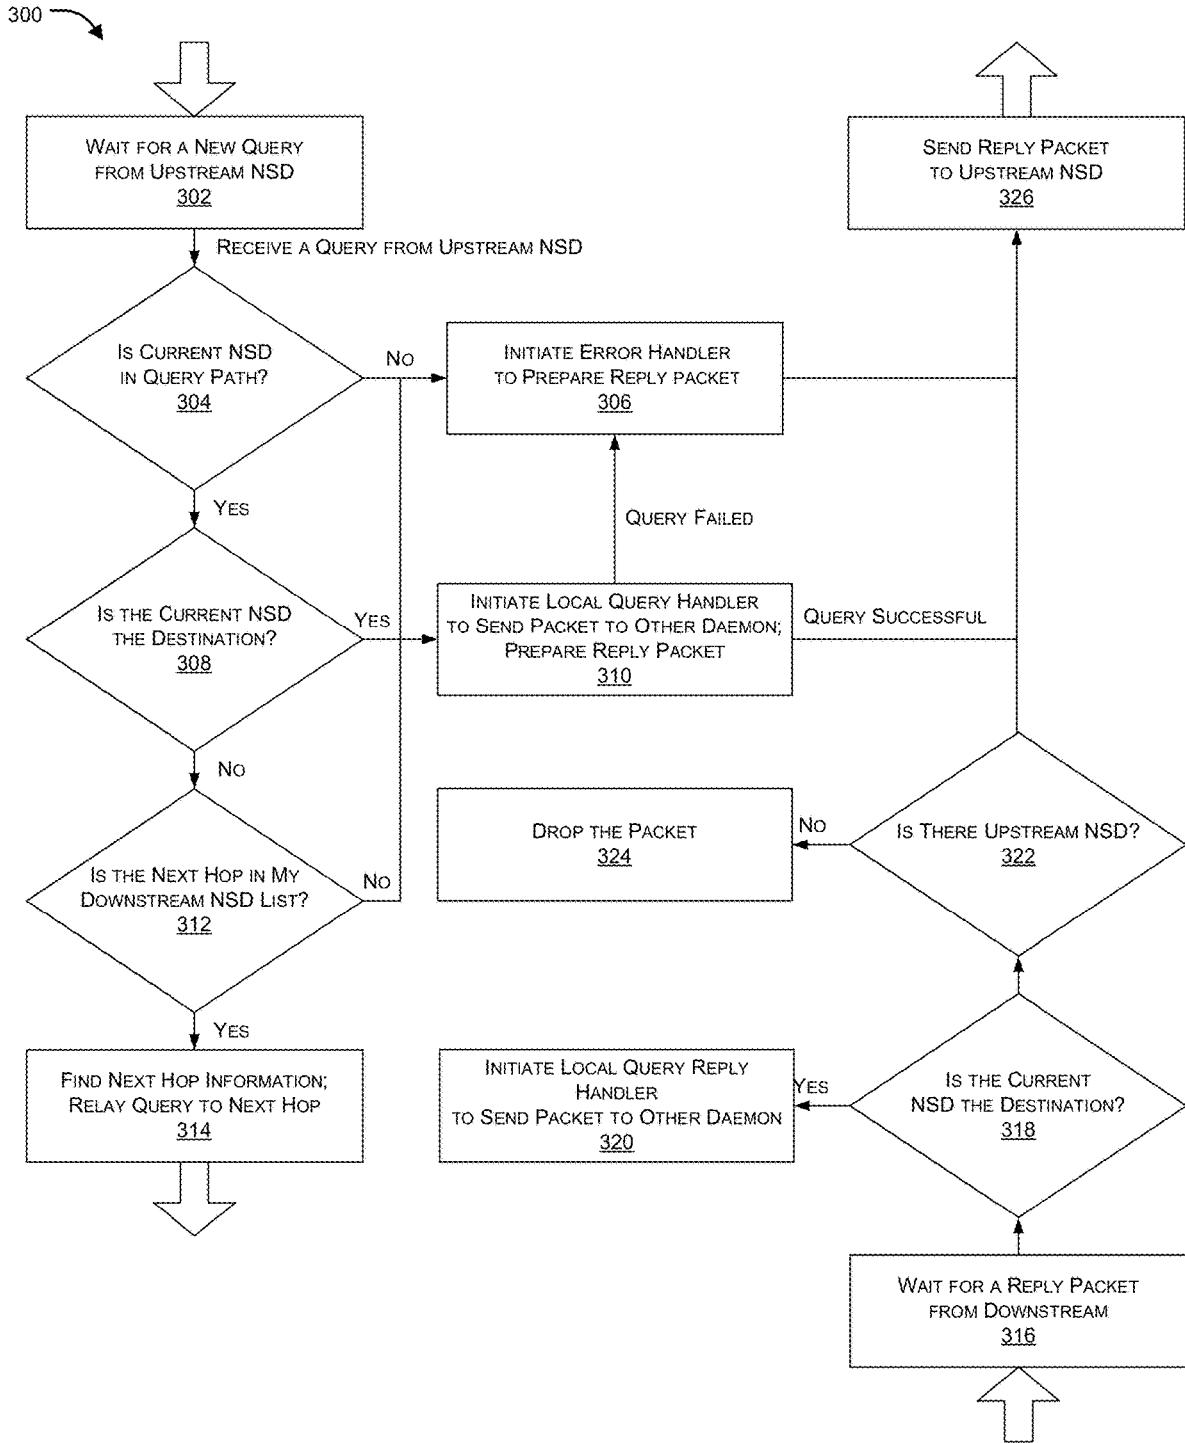 300
WAIT FOR A NEW QUERY
FROM UPSTREAM NSD
302
RECEIVE A QUERY FROM UPSTREAM NSD
IS CURRENT NSD
IN QUERY PATH?
304
NO
YES
INITIATE ERROR HANDLER
TO PREPARE REPLY PACKET
306
QUERY FAILED
IS THE CURRENT NSD
THE DESTINATION?
308
YES
NO
INITIATE LOCAL QUERY HANDLER
TO SEND PACKET TO OTHER DAEMON;
PREPARE REPLY PACKET
310
QUERY SUCCESSFUL
IS THE NEXT HOP IN MY
DOWNSTREAM NSD LIST?
312
NO
YES
FIND NEXT HOP INFORMATION;
RELAY QUERY TO NEXT HOP
314
SEND REPLY PACKET
TO UPSTREAM NSD
326
DROP THE PACKET
324
NO
IS THERE UPSTREAM NSD?
322
INITIATE LOCAL QUERY REPLY
HANDLER
TO SEND PACKET TO OTHER DAEMON
320
YES
IS THE CURRENT
NSD THE DESTINATION?
318
WAIT FOR A REPLY PACKET
FROM DOWNSTREAM
316